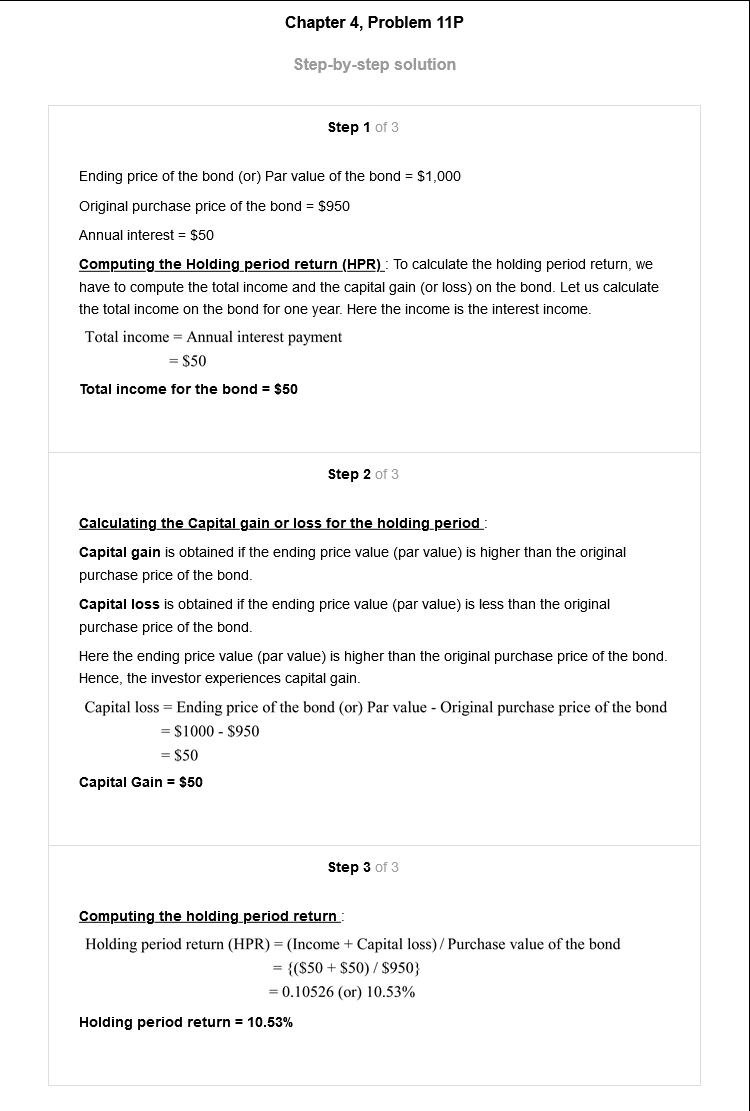 Chapter 4, Problem 11P
Step-by-step solution
Step 1 of 3
Ending price of the bond (or) Par value of the bond = $1,000
Original purchase price of the bond = $950
Annual interest = $50
Computing the Holding period return (HPR) : To calculate the holding period return, we
have to compute the total income and the capital gain (or loss) on the bond. Let us calculate
the total income on the bond for one year. Here the income is the interest income.
Total income = Annual interest payment
= $50
Total income for the bond = $50
Step 2 of 3
Calculating the Capital gain or loss for the holding period :
Capital gain is obtained if the ending price value (par value) is higher than the original
purchase price of the bond.
Capital loss is obtained if the ending price value (par value) is less than the original
purchase price of the bond.
Here the ending price value (par value) is higher than the original purchase price of the bond.
Hence, the investor experiences capital gain.
Capital loss = Ending price of the bond (or) Par value - Original purchase price of the bond
= $1000 - $950
= $50
Capital Gain = $50
Step 3 of 3
Computing the holding period return :
Holding period return (HPR) = (Income + Capital loss) / Purchase value of the bond
= {($50 + $50) / $950}
= 0.10526 (or) 10.53%
Holding period return = 10.53%